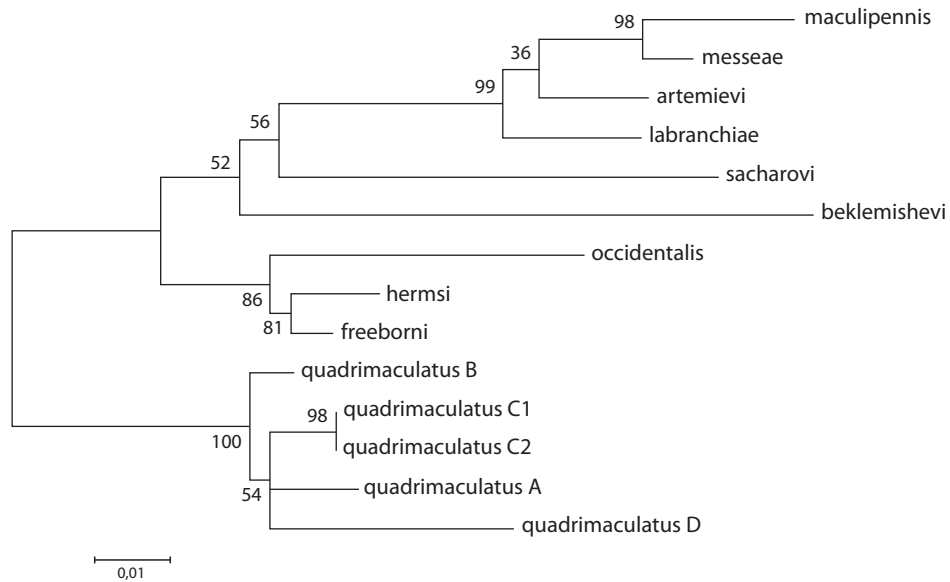 maculipennis
98
messeae
36
artemievi
99
labranchiae
56
sacharovi
52
beklemishevi
occidentalis
86
hermsi
81
freeborni
quadrimaculatus B
quadrimaculatus C1
98
quadrimaculatus C2
100
quadrimaculatus A
54
quadrimaculatus D
0,01